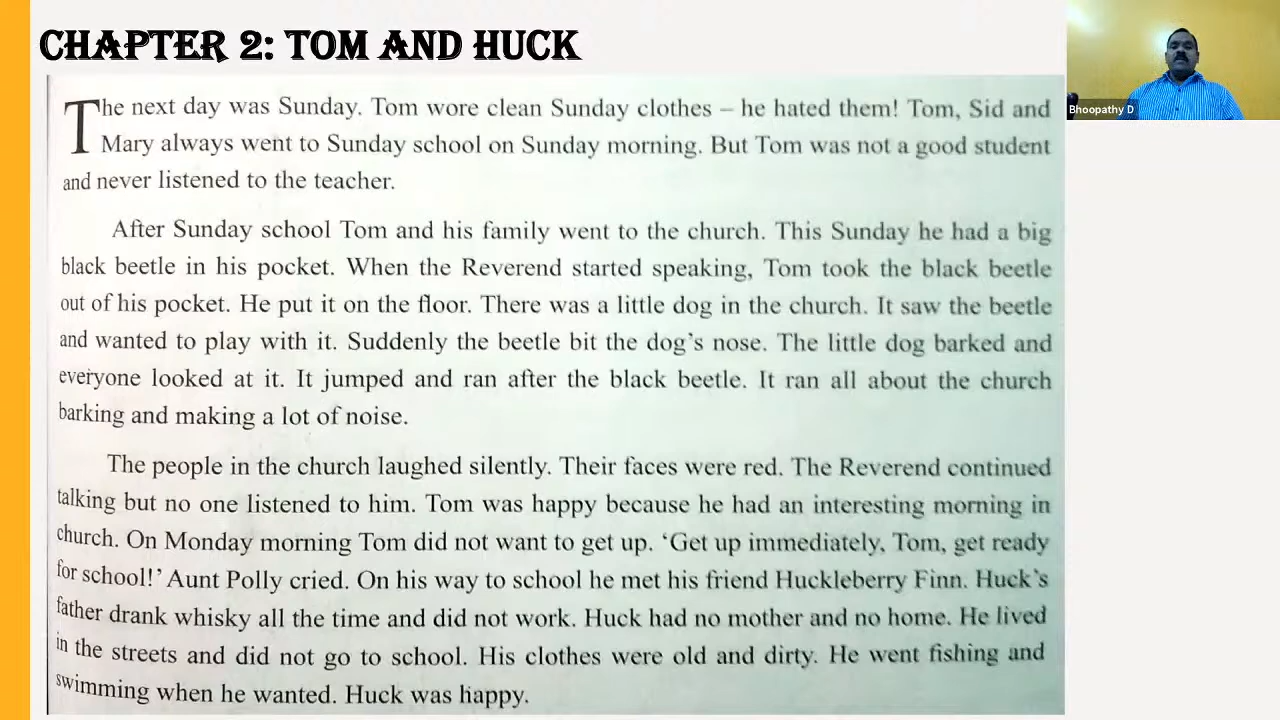 CHAPTER 2: TOM AND HUCK
The next day was Sunday. Tom wore clean Sunday clothes – he hated them! Tom, Sid and
Mary always went to Sunday school on Sunday morning. But Tom was not a good student
and never listened to the teacher.
After Sunday school Tom and his family went to the church. This Sunday he had a big
black beetle in his pocket. When the Reverend started speaking, Tom took the black beetle
out of his pocket. He put it on the floor. There was a little dog in the church. It saw the beetle
and wanted to play with it. Suddenly the beetle bit the dog's nose. The little dog barked and
everyone looked at it. It jumped and ran after the black beetle. It ran all about the church
barking and making a lot of noise.
The people in the church laughed silently. Their faces were red. The Reverend continued
talking but no one listened to him. Tom was happy because he had an interesting morning in
church. On Monday morning Tom did not want to get up. 'Get up immediately, Tom, get ready
for school!' Aunt Polly cried. On his way to school he met his friend Huckleberry Finn. Huck's
father drank whisky all the time and did not work. Huck had no mother and no home. He lived
in the streets and did not go to school. His clothes were old and dirty. He went fishing and
swimming when he wanted. Huck was happy.
Bhoopathy D